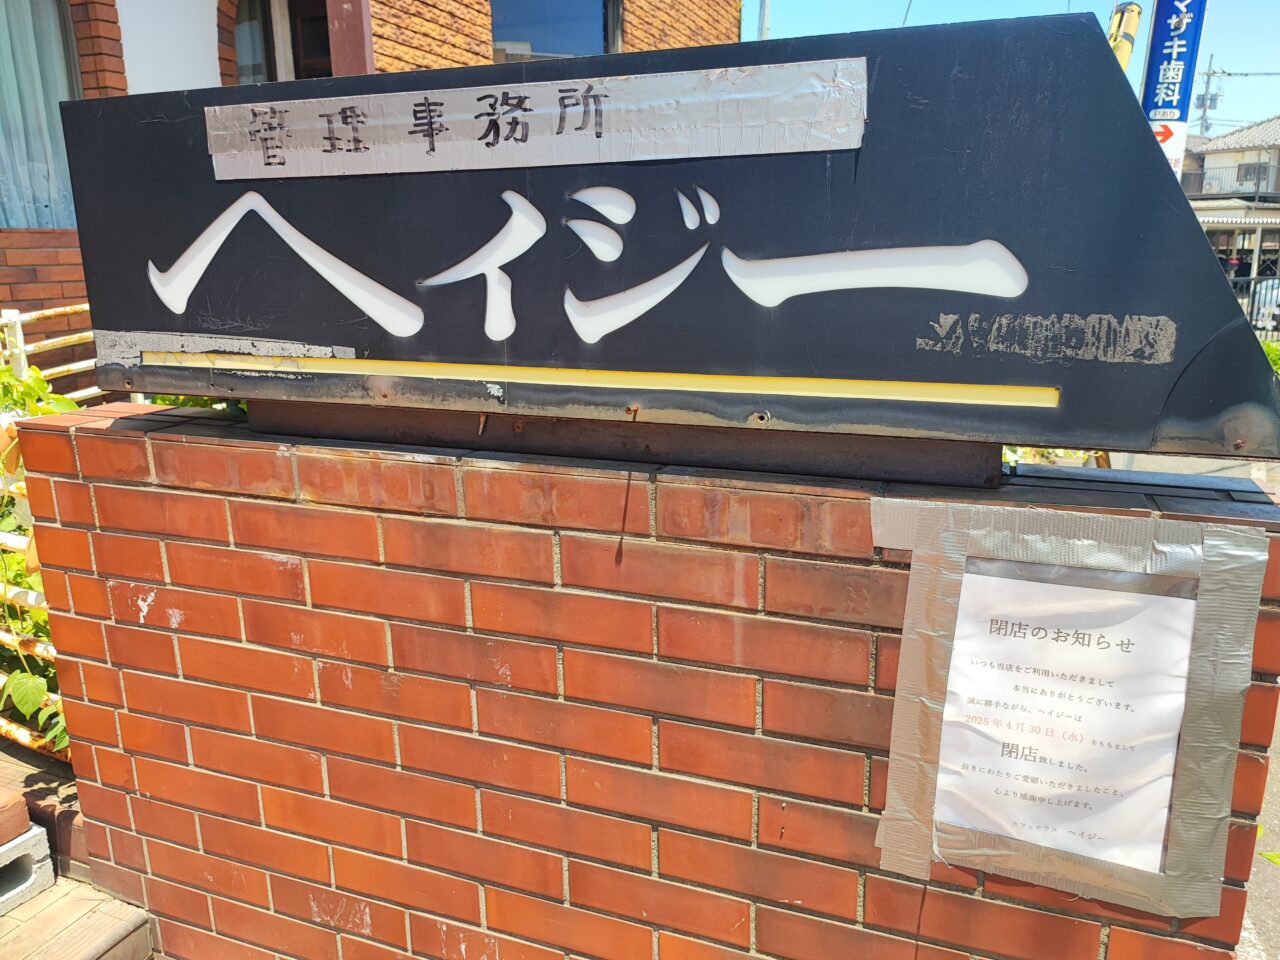 管理事務所
ヘイジー
マザキ歯科
Pあり
閉店のお知らせ
いつも当店をご利用いただきまして
本当にありがとうございます。
誠に勝手ながら、ヘイジーは
2025年4月30日（水）をもちまして
閉店致しました。
長きにわたりご愛顧いただきましたこと、
心より感謝申し上げます。
カフェテラス ヘイジー